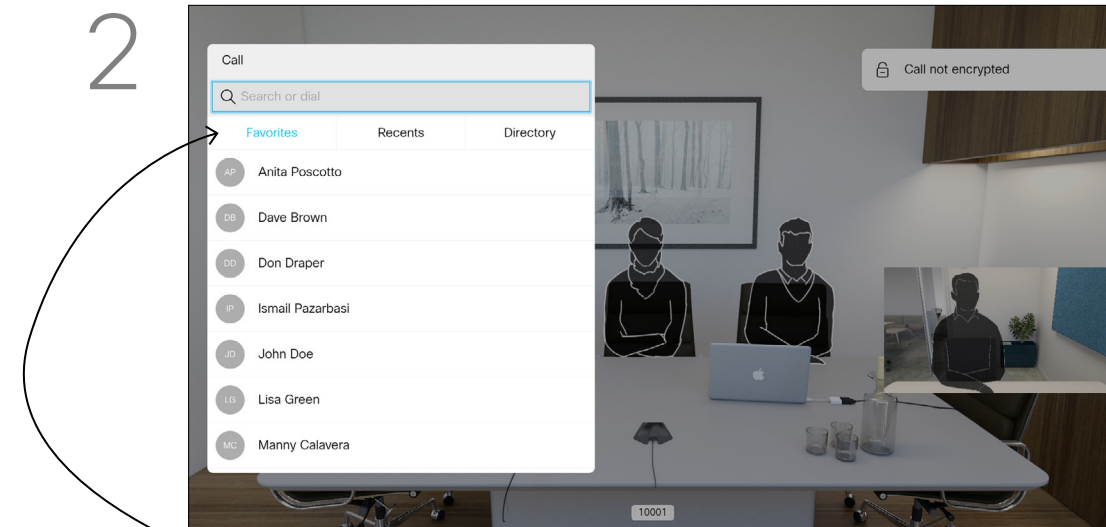 2
Call
Call not encrypted
Search or dial
Favorites Recents Directory
AP Anita Poscotto
DB Dave Brown
DD Don Draper
IP Ismail Pazarbasi
JD John Doe
LG Lisa Green
MC Manny Calavera
10001